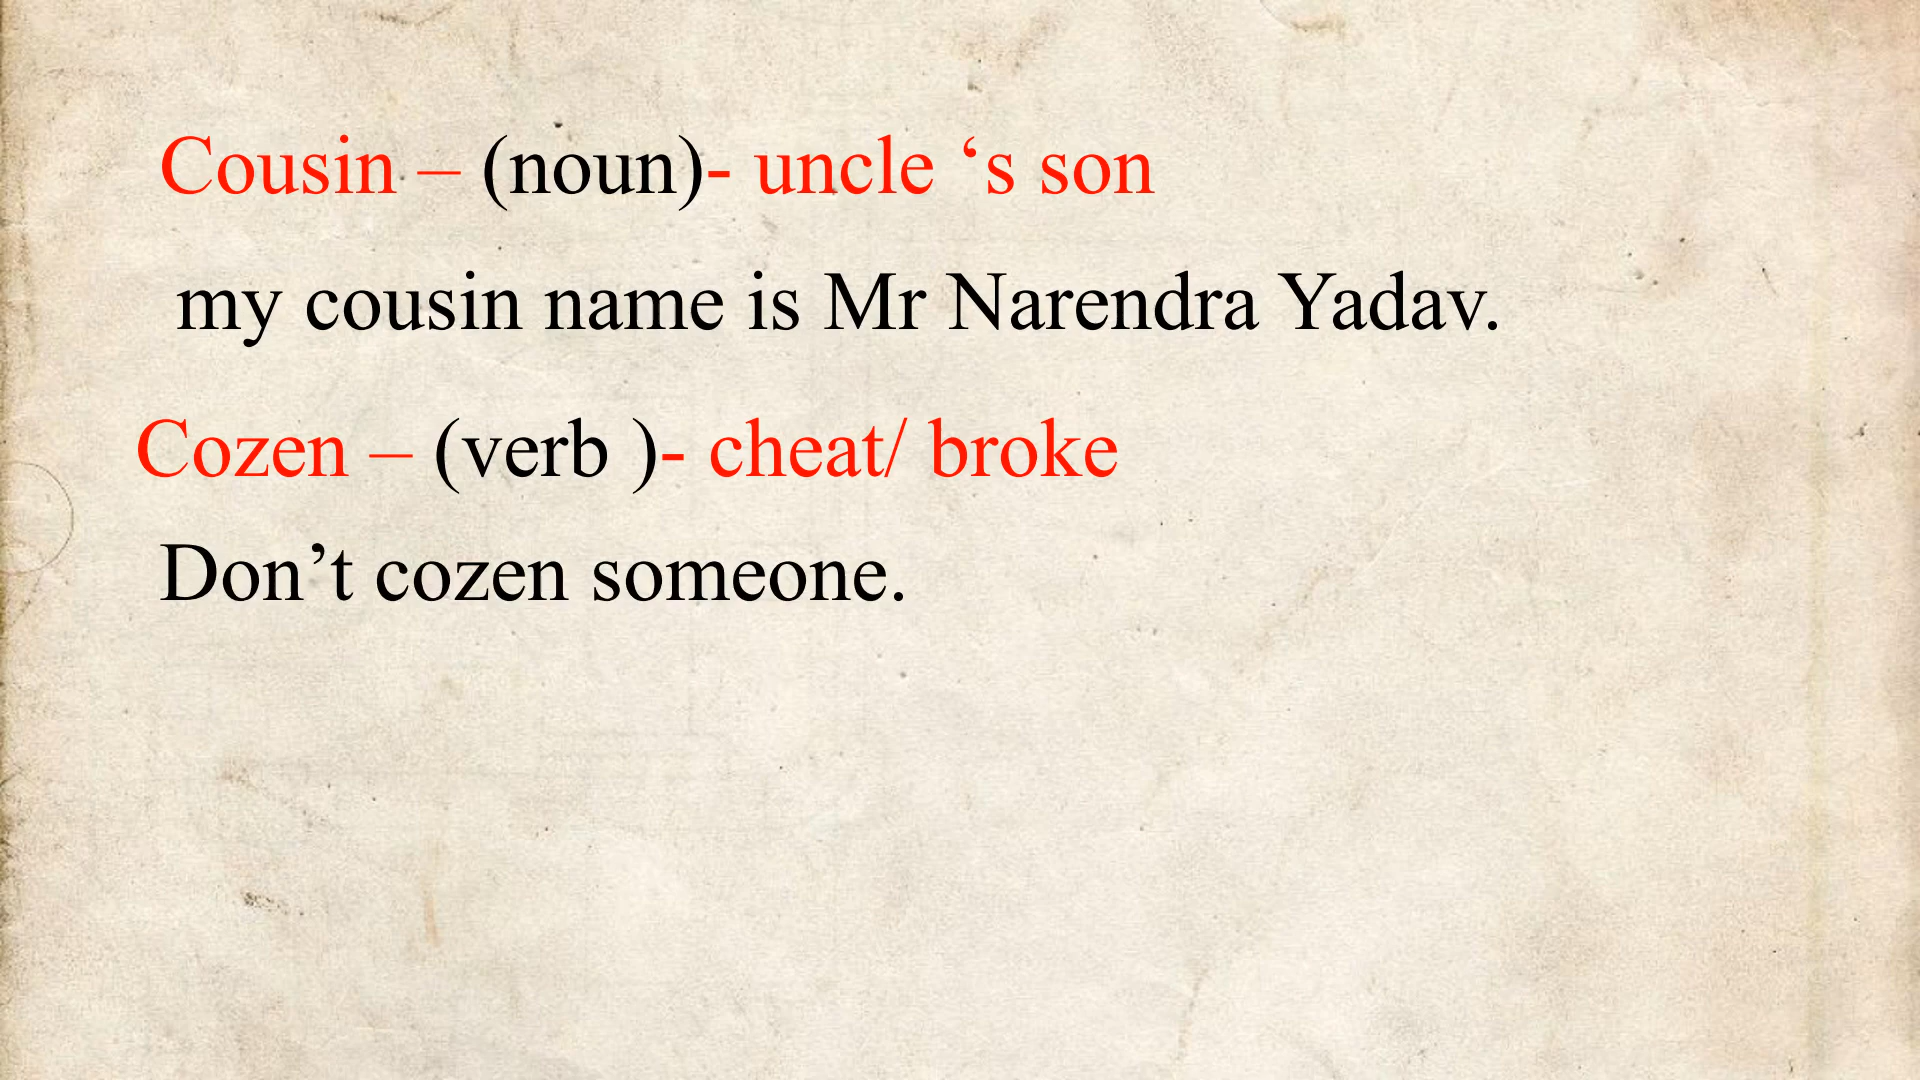 Cousin – (noun)- uncle ‘s son
my cousin name is Mr Narendra Yadav.
Cozen – (verb )- cheat/ broke
Don’t cozen someone.